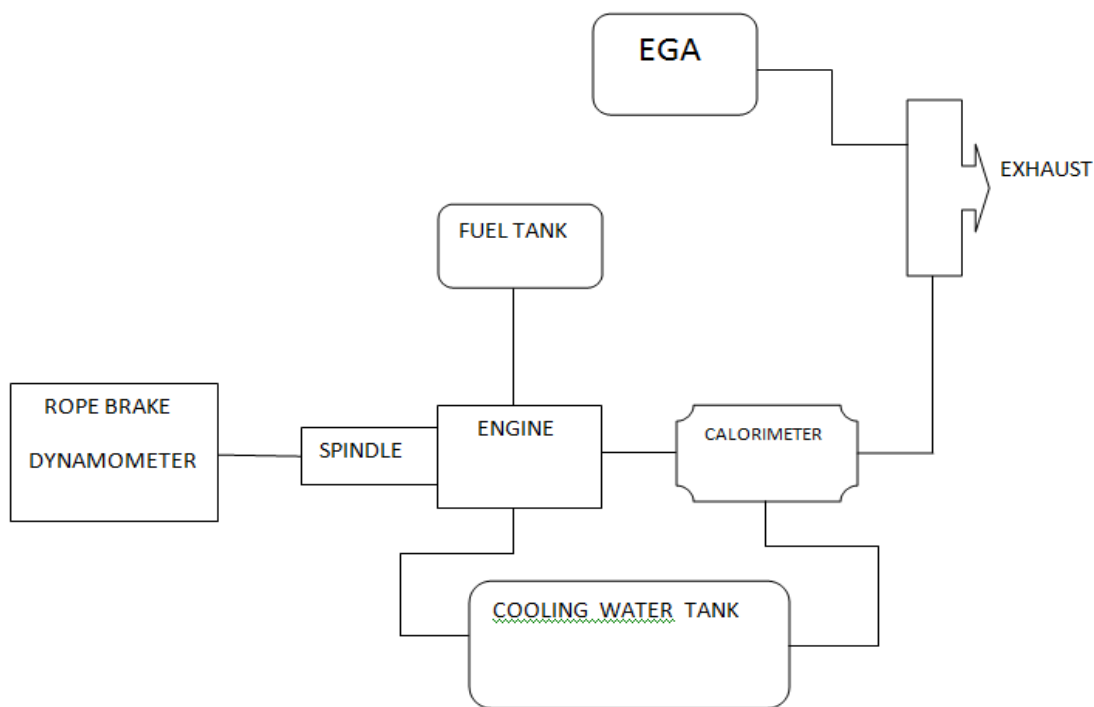 EGA
EXHAUST
FUEL TANK
ROPE BRAKE
DYNAMOMETER
SPINDLE
ENGINE
CALORIMETER
COOLING WATER TANK